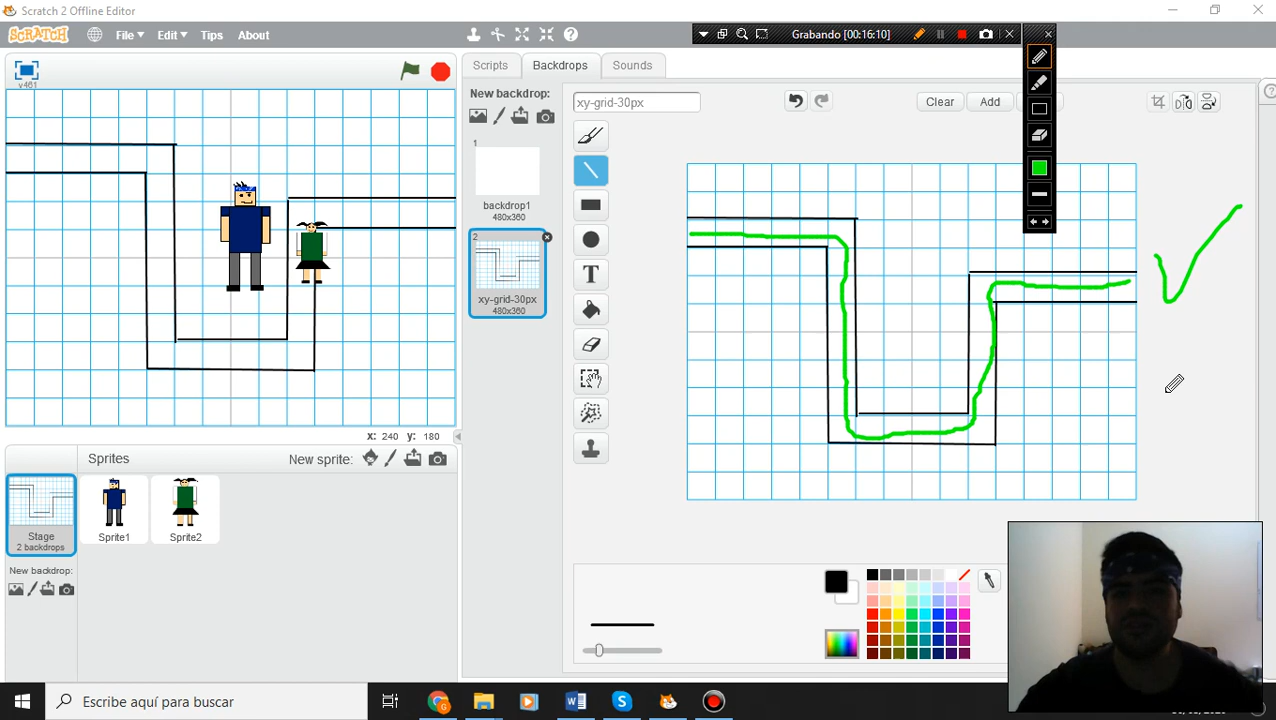 Scratch 2 Offline Editor
SCRATCH File Edit Tips About
Grabando [00:16:10]
v461
Scripts Backdrops Sounds
New backdrop:
xy-grid-30px
Clear Add
1
backdrop1
480x360
2
xy-grid-30px
480x360
T
x: 240 y: 180
Sprites
New sprite:
Stage
2 backdrops
Sprite1
Sprite2
New backdrop:
Escribe aquí para buscar